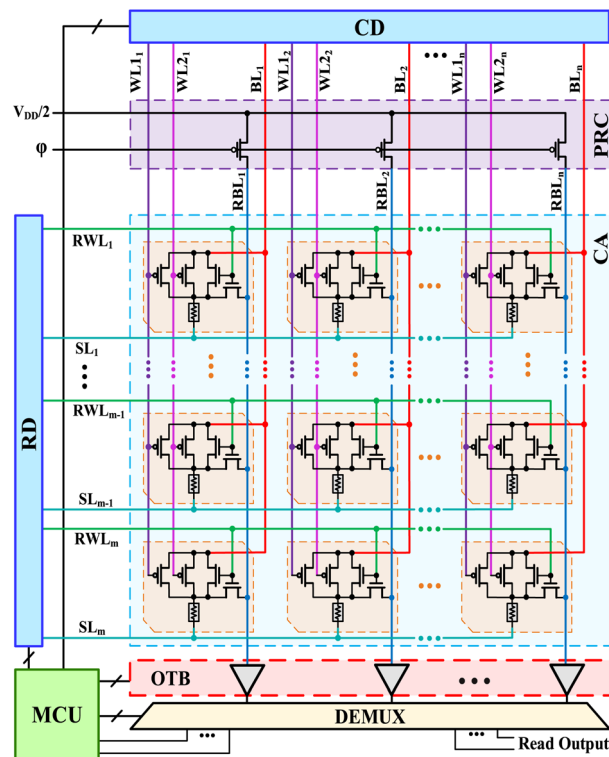 CD
WL1₁ WL2₁ BL₁ WL1₂ WL2₂ BL₂ WL1ₙ WL2ₙ BLₙ
V_DD/2
PRC
φ
RBL₁ RBL₂ RBLₙ
RWL₁
CA
SL₁
RD
RWLₘ₋₁
SLₘ₋₁
RWLₘ
SLₘ
OTB
MCU
DEMUX
Read Output